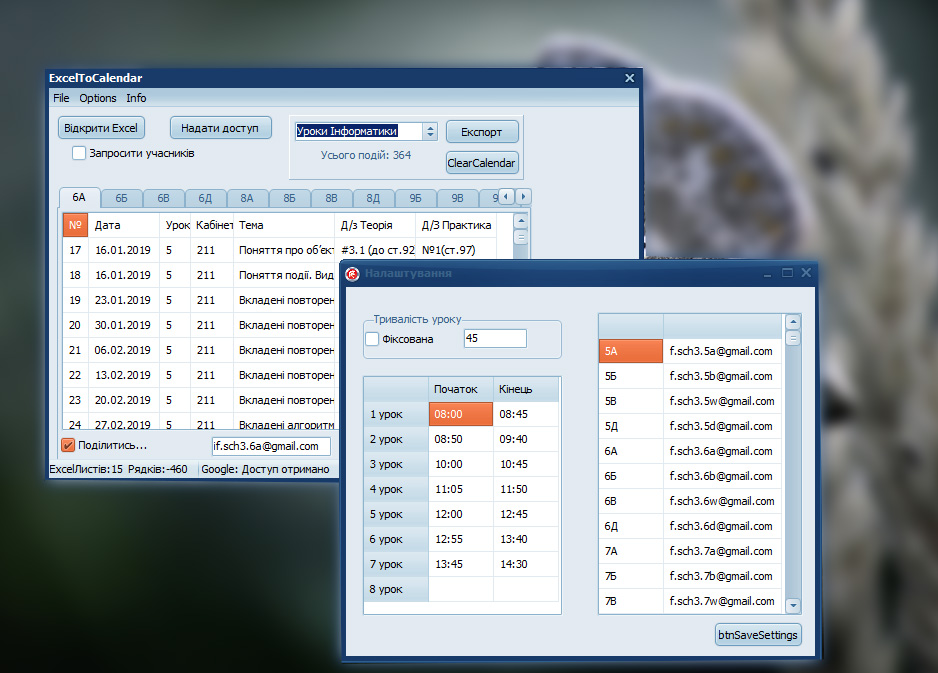 ExcelToCalendar
File Options Info
Відкрити Excel Надати доступ Уроки Інформатики Експорт
Запросити учасників Усього подій: 364 ClearCalendar
6А 6Б 6В 6Д 8А 8Б 8В 8Д 9Б 9В 9
№ Дата Урок Кабінет Тема Д/з Теорія Д/З Практика
17 16.01.2019 5 211 Поняття про об'єкт #3.1 (до ст.92 №1(ст.97)
18 16.01.2019 5 211 Поняття події. Вид
19 23.01.2019 5 211 Вкладені повторен
20 30.01.2019 5 211 Вкладені повторен
21 06.02.2019 5 211 Вкладені повторен
22 13.02.2019 5 211 Вкладені повторен
23 20.02.2019 5 211 Вкладені повторен
24 27.02.2019 5 211 Вкладені алгоритм
Поділитись... if.sch3.6a@gmail.com
ExcelЛистів:15 Рядків:-460 Google: Доступ отримано
Налаштування
Тривалість уроку
Фіксована 45
Початок Кінець
1 урок 08:00 08:45
2 урок 08:50 09:40
3 урок 10:00 10:45
4 урок 11:05 11:50
5 урок 12:00 12:45
6 урок 12:55 13:40
7 урок 13:45 14:30
8 урок
5А f.sch3.5a@gmail.com
5Б f.sch3.5b@gmail.com
5В f.sch3.5w@gmail.com
5Д f.sch3.5d@gmail.com
6А f.sch3.6a@gmail.com
6Б f.sch3.6b@gmail.com
6В f.sch3.6w@gmail.com
6Д f.sch3.6d@gmail.com
7А f.sch3.7a@gmail.com
7Б f.sch3.7b@gmail.com
7В f.sch3.7w@gmail.com
btnSaveSettings